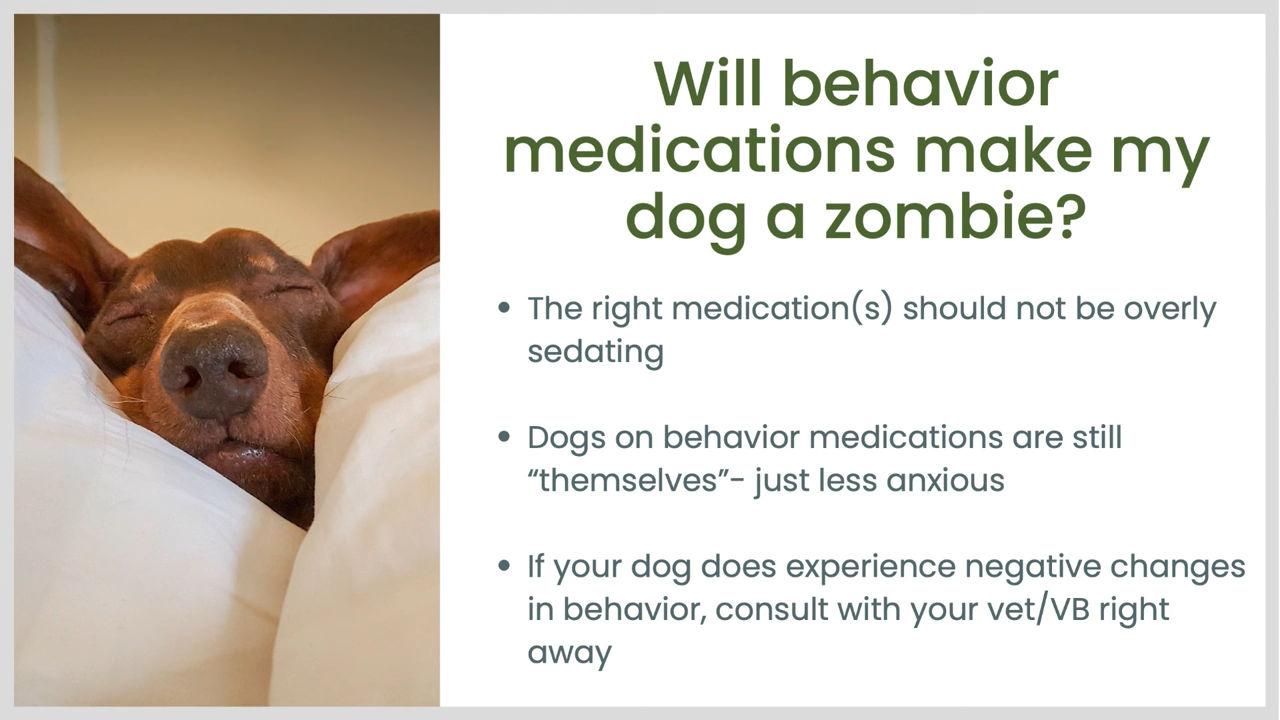 Will behavior
medications make my
dog a zombie?
• The right medication(s) should not be overly
sedating
• Dogs on behavior medications are still
“themselves”- just less anxious
• If your dog does experience negative changes
in behavior, consult with your vet/VB right
away